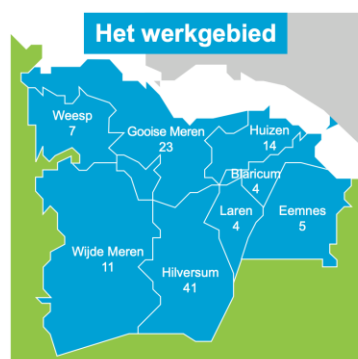 Het werkgebied
Weesp
7
Gooise Meren
23
Huizen
14
Blaricum
4
Laren
4
Eemnes
5
Wijde Meren
11
Hilversum
41